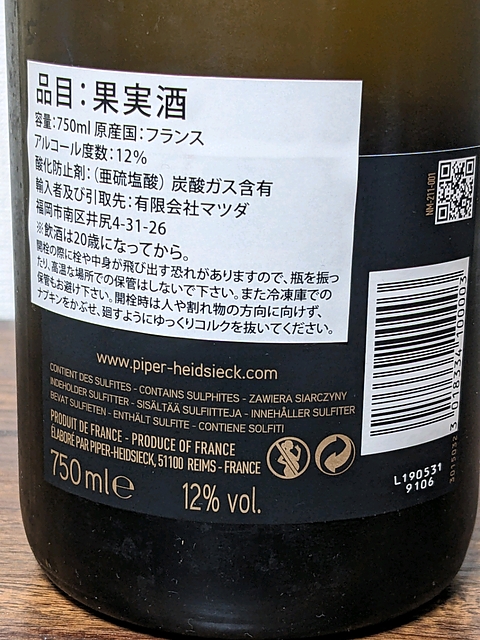 品目：果実酒
容量：750ml 原産国：フランス
アルコール度数：12%
酸化防止剤：（亜硫塩酸）炭酸ガス含有
輸入者及び引取先：有限会社マツダ
福岡市南区井尻4-31-26
※飲酒は20歳になってから。
開栓の際に栓や中身が飛び出す恐れがありますので、瓶を振っ
たり、高温な場所での保管はしないで下さい。また冷凍庫での
保管もお避け下さい。開栓時は人や割れ物の方向に向けず、
ナプキンをかぶせ、廻すようにゆっくりコルクを抜いてください。
NM-211-001
www.piper-heidsieck.com
CONTIENT DES SULFITES - CONTAINS SULPHITES - ZAWIERA SIARCZYNY
INDEHOLDER SULFITTER - SISÄLTÄÄ SULFIITTEJA - INNEHÅLLER SULFITER
BEVAT SULFIETEN - ENTHÄLT SULFITE - CONTIENE SOLFITI
PRODUIT DE FRANCE - PRODUCE OF FRANCE
ÉLABORÉ PAR PIPER-HEIDSIECK, 51100 REIMS - FRANCE
750 ml e 12% vol.
3 018334 100003
3015032
L190531
9106